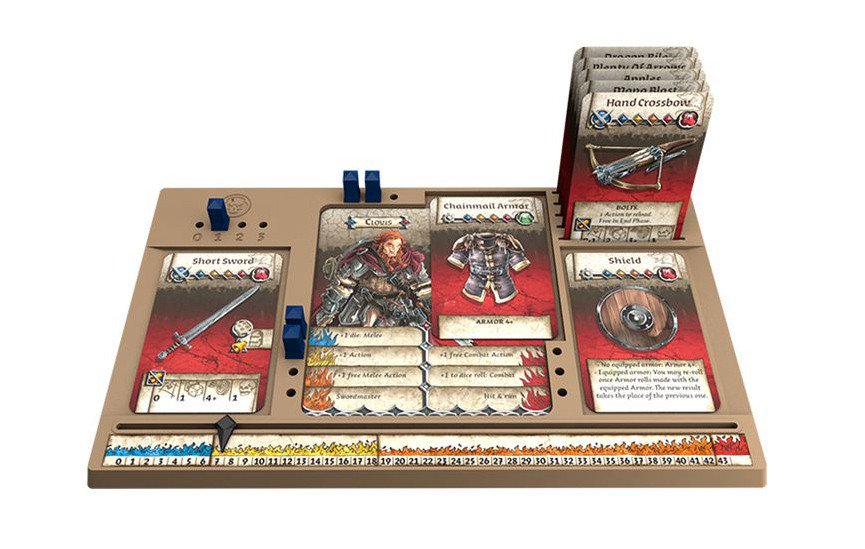 Plenty Of Arrows
Apples
Mana Blast
Hand Crossbow
BOLTS.
1 Action to reload.
Free in End Phase.
0 1 2 3
Clovis
Chainmail Armor
ARMOR 4+
Short Sword
0 1 4+ 1
Shield
• No equipped armor: Armor 4+.
• 1 equipped armor: You may re-roll
once Armor rolls made with the
equipped Armor. The new result
takes the place of the previous one.
+1 die: Melee
+1 Action
+1 free Combat Action
+1 free Melee Action
+1 to dice roll: Combat
Swordmaster
Hit & run
0 1 2 3 4 5 6 7 8 9 10 11 12 13 14 15 16 17 18 19 20 21 22 23 24 25 26 27 28 29 30 31 32 33 34 35 36 37 38 39 40 41 42 43